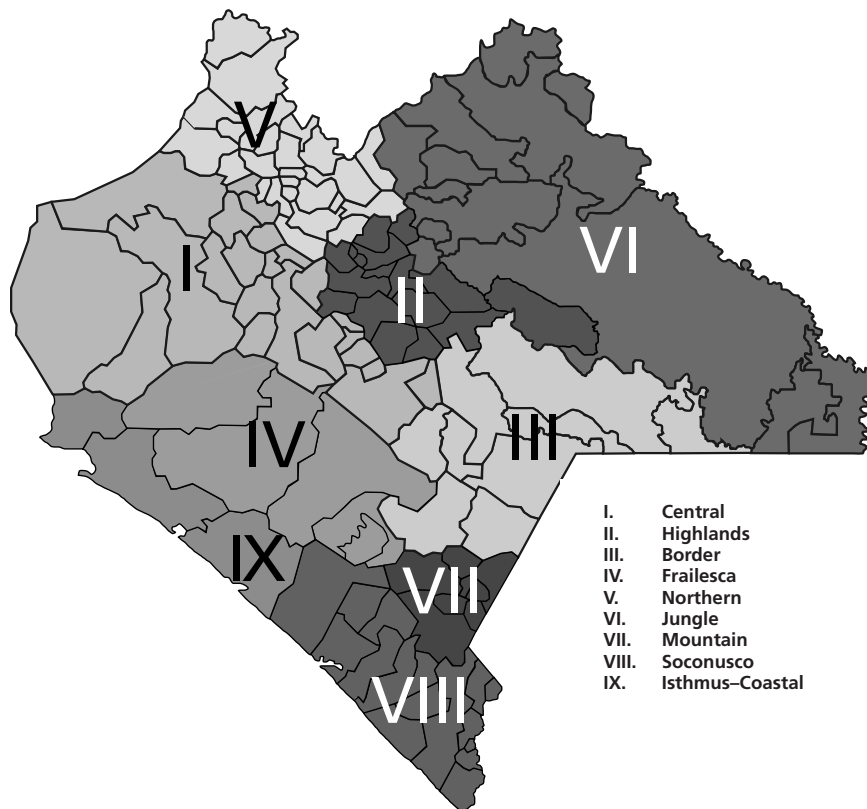 V
I
VI
II
III
IV
IX
VII
VIII
I. Central
II. Highlands
III. Border
IV. Frailesca
V. Northern
VI. Jungle
VII. Mountain
VIII. Soconusco
IX. Isthmus–Coastal